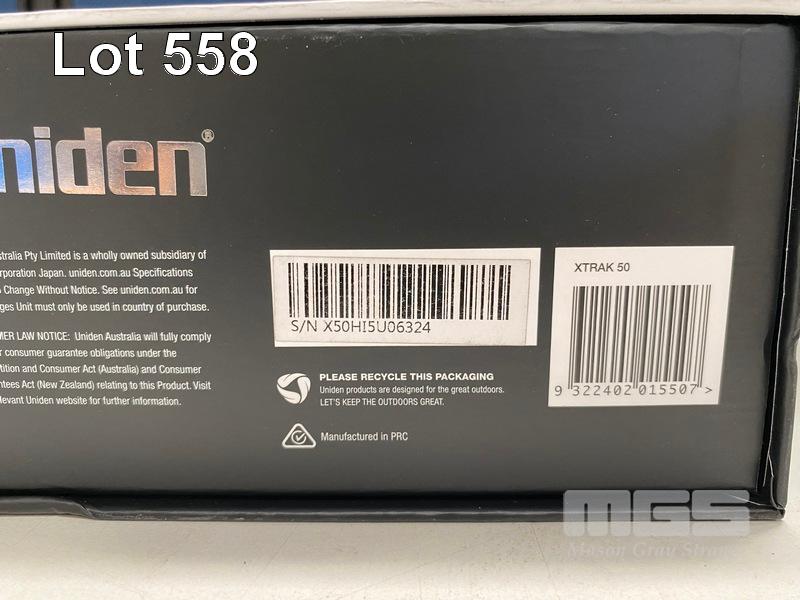 Lot 558
niden®
stralia Pty Limited is a wholly owned subsidiary of
rporation Japan. uniden.com.au Specifications
Change Without Notice. See uniden.com.au for
ges Unit must only be used in country of purchase.
MER LAW NOTICE: Uniden Australia will fully comply
r consumer guarantee obligations under the
tition and Consumer Act (Australia) and Consumer
ntees Act (New Zealand) relating to this Product. Visit
levant Uniden website for further information.
S/N X50HI5U06324
PLEASE RECYCLE THIS PACKAGING
Uniden products are designed for the great outdoors.
LET'S KEEP THE OUTDOORS GREAT.
Manufactured in PRC
XTRAK 50
9 322402 015507 >
MGS
Mason Gray Strange